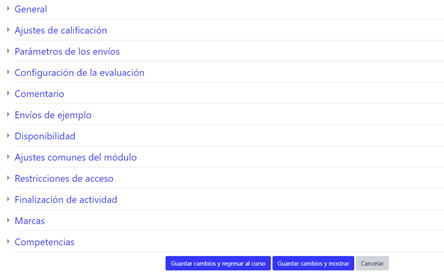 General
Ajustes de calificación
Parámetros de los envíos
Configuración de la evaluación
Comentario
Envíos de ejemplo
Disponibilidad
Ajustes comunes del módulo
Restricciones de acceso
Finalización de actividad
Marcas
Competencias
Guardar cambios y regresar al curso Guardar cambios y mostrar Cancelar